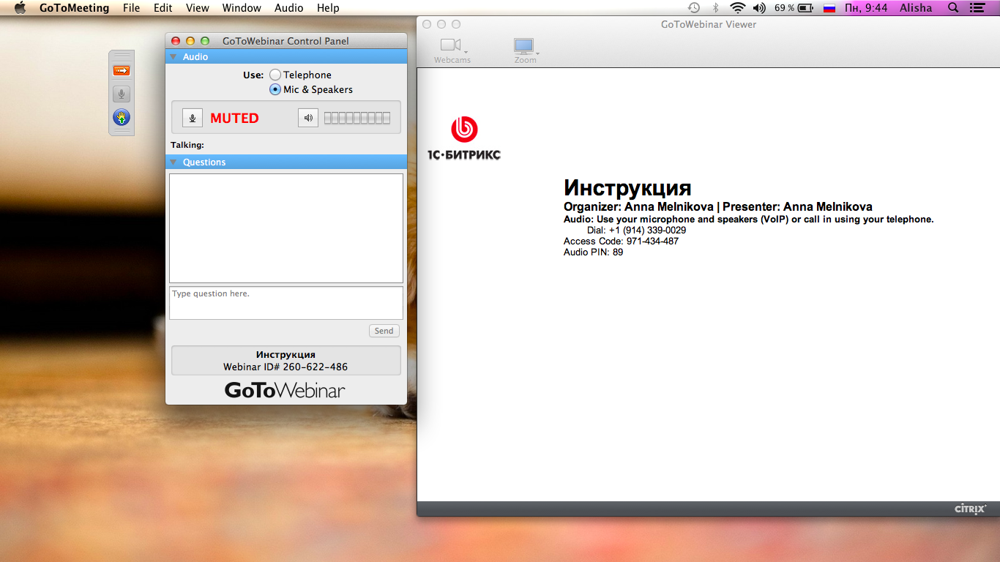 GoToMeeting File Edit View Window Audio Help 69 % Пн, 9:44 Alisha
GoToWebinar Control Panel
Audio
Use: Telephone
Mic & Speakers
MUTED
Talking:
Questions
Type question here.
Send
Инструкция
Webinar ID# 260-622-486
GoToWebinar
GoToWebinar Viewer
Webcams Zoom
1С·БИТРИКС
Инструкция
Organizer: Anna Melnikova | Presenter: Anna Melnikova
Audio: Use your microphone and speakers (VoIP) or call in using your telephone.
Dial: +1 (914) 339-0029
Access Code: 971-434-487
Audio PIN: 89
CITRIX